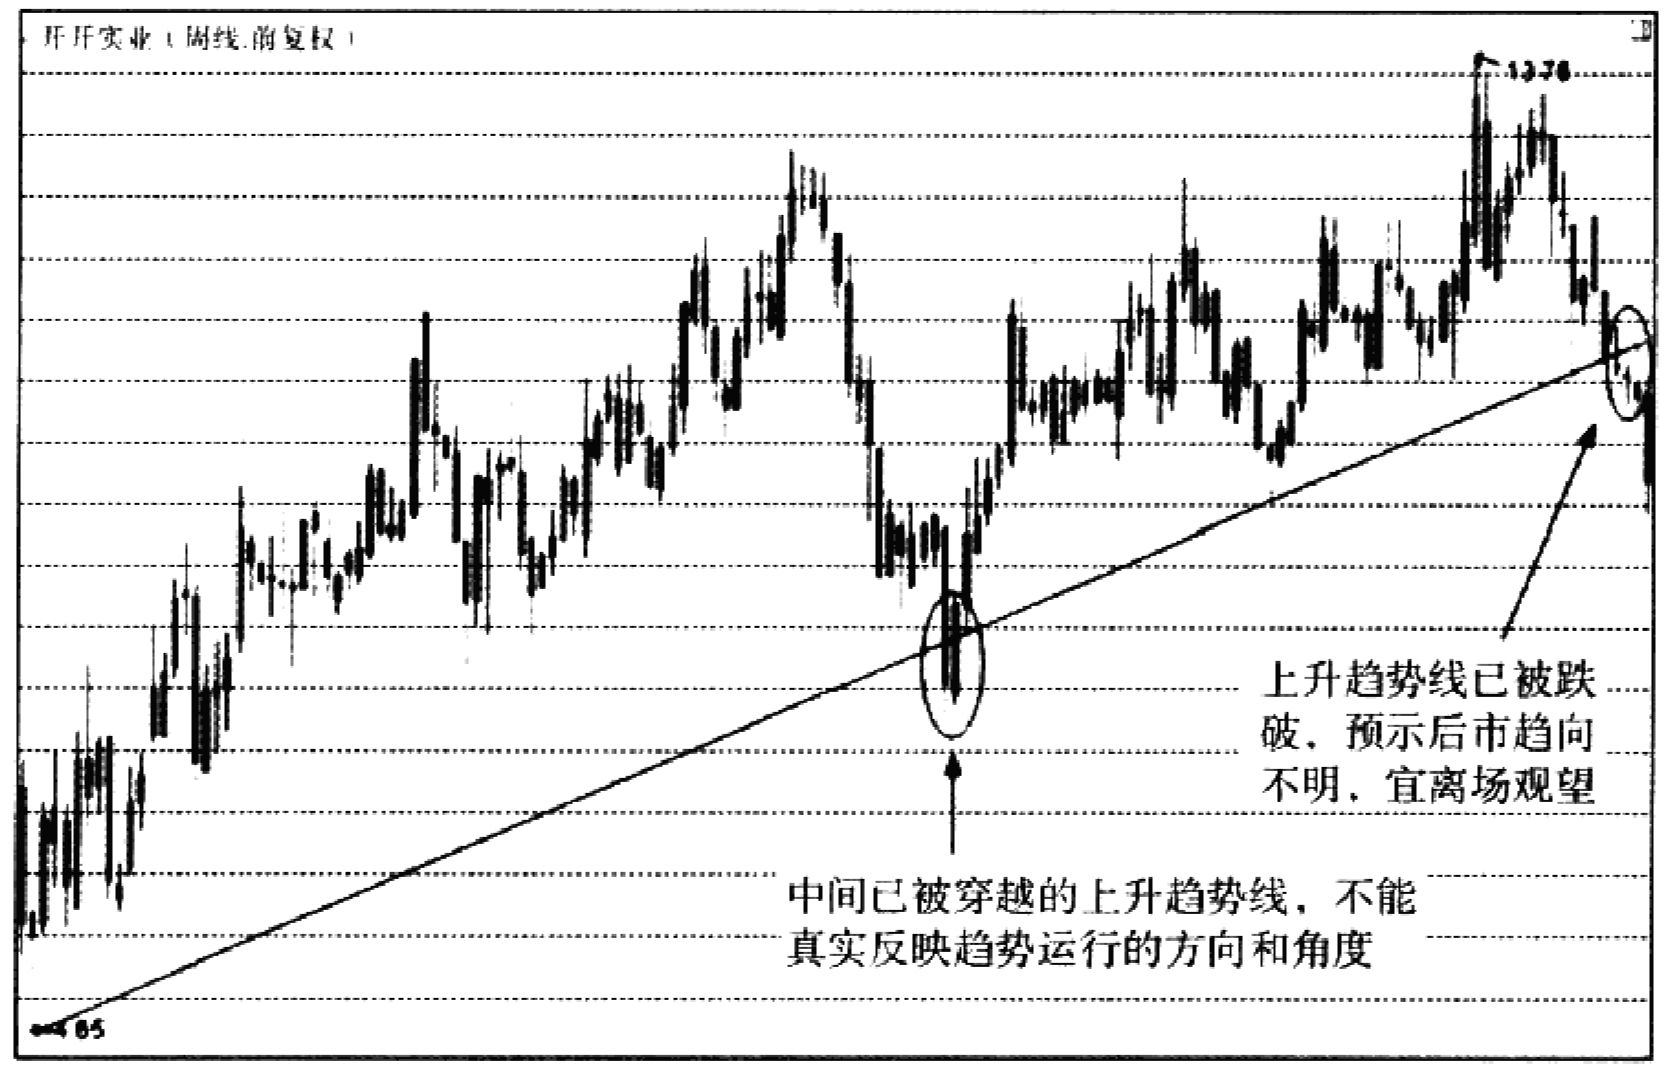 开开实业（周线.前复权）
13.78
上升趋势线已被跌
破，预示后市趋向
不明，宜离场观望
中间已被穿越的上升趋势线，不能
真实反映趋势运行的方向和角度